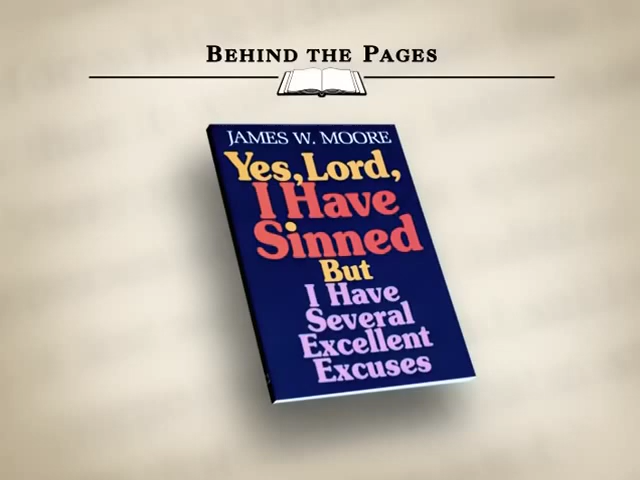 BEHIND THE PAGES
JAMES W. MOORE
Yes, Lord,
I Have
Sinned
But
I Have
Several
Excellent
Excuses